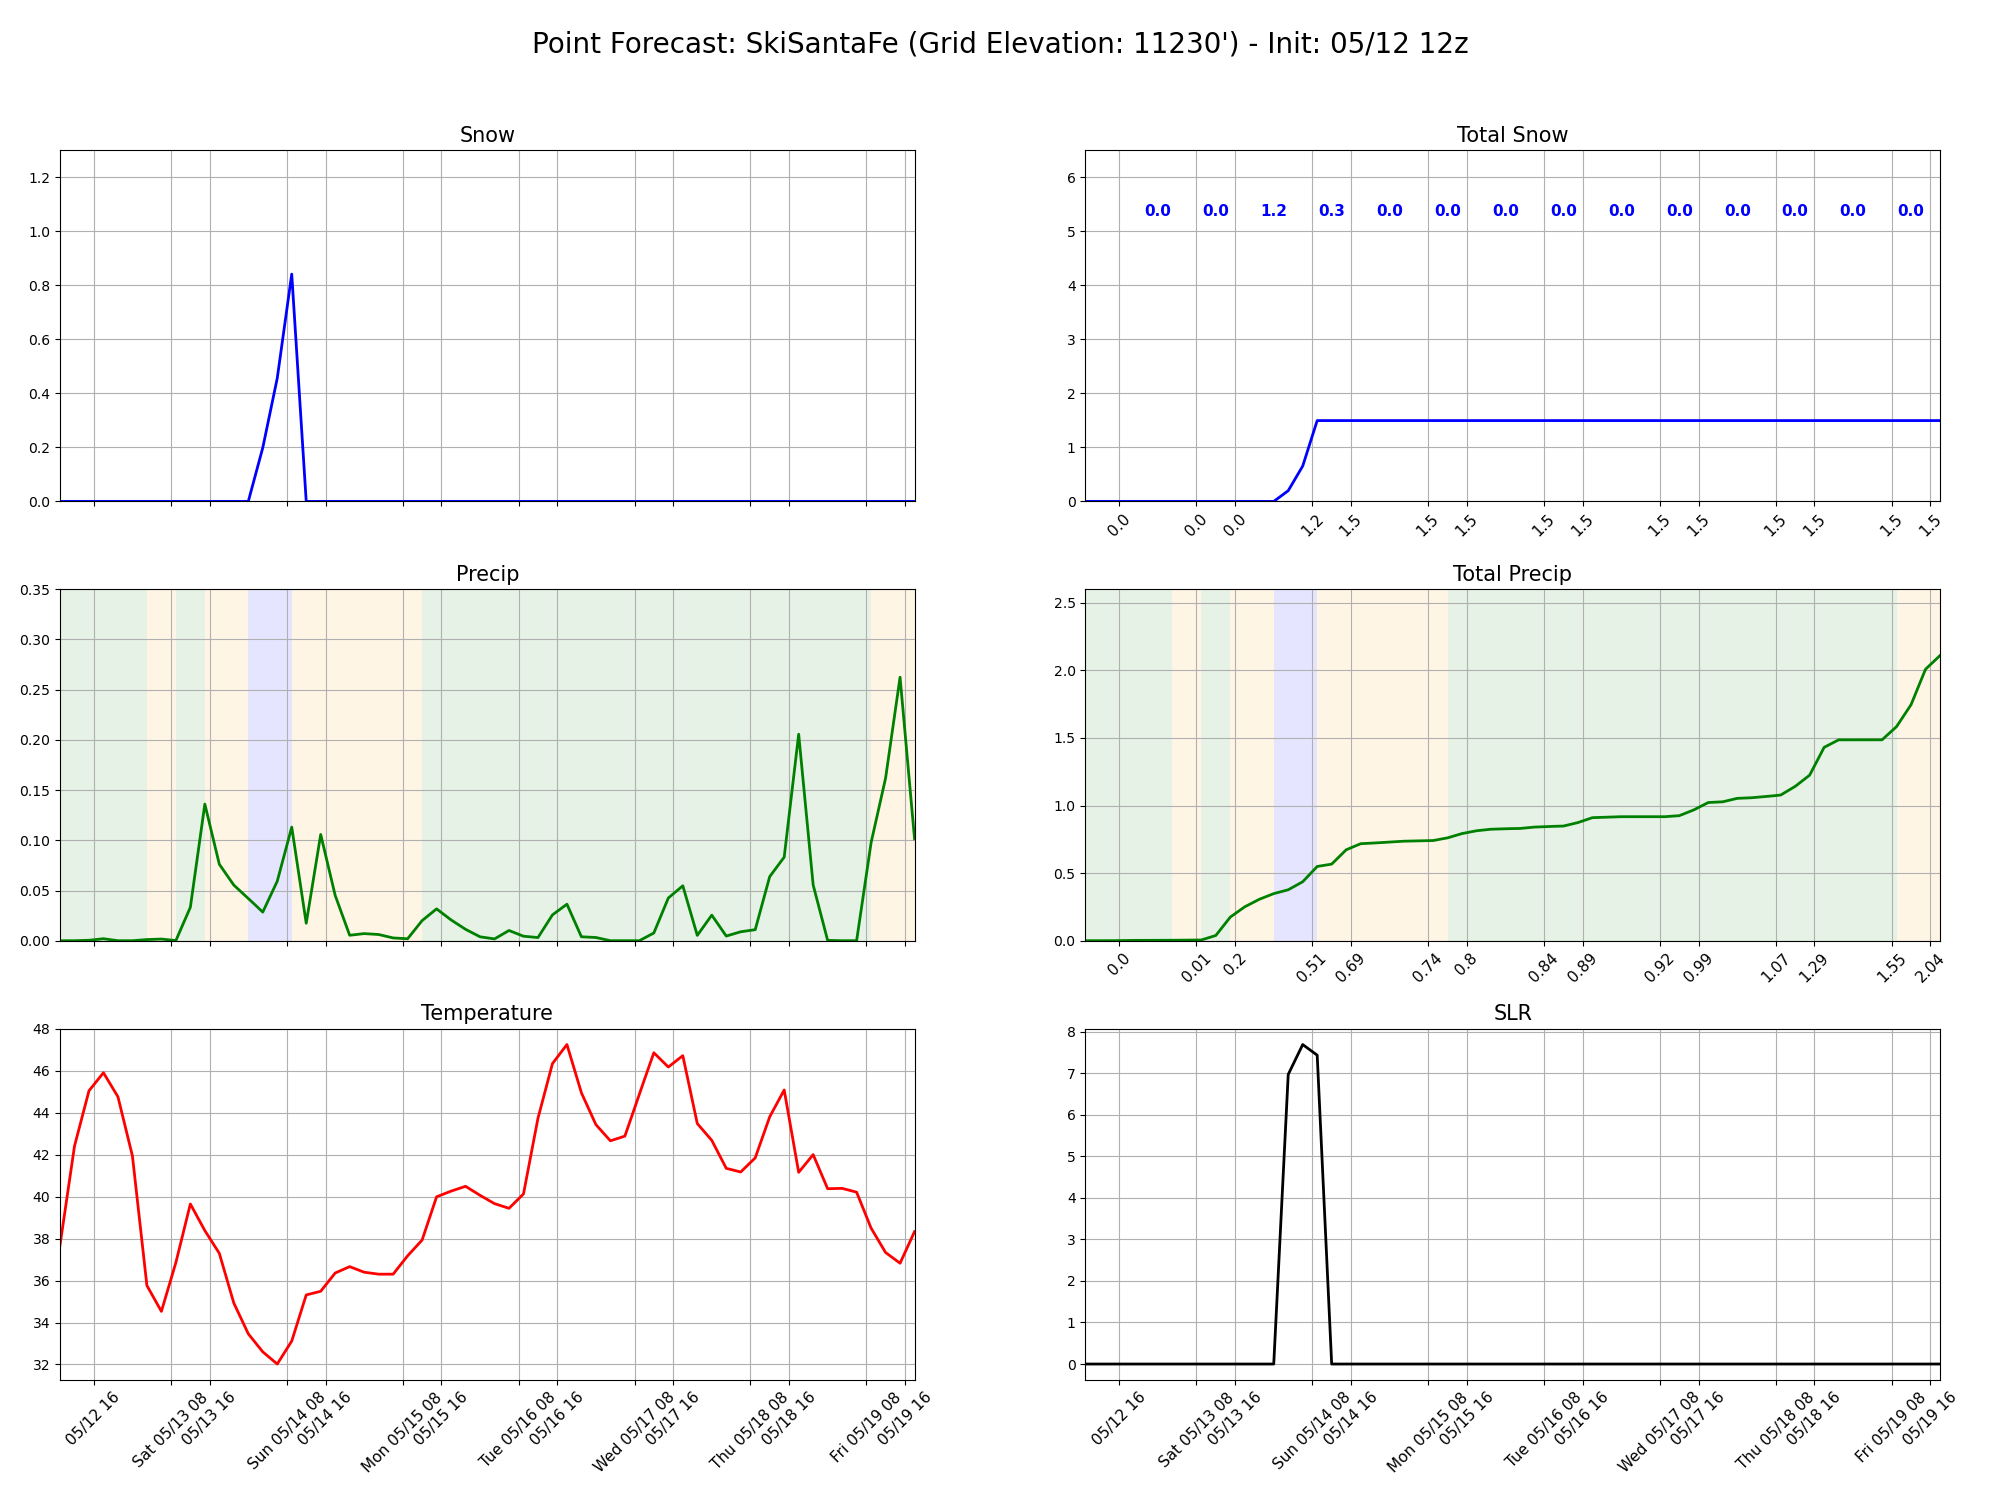 Point Forecast: SkiSantaFe (Grid Elevation: 11230') - Init: 05/12 12z
Snow
1.2
1.0
0.8
0.6
0.4
0.2
0.0
Total Snow
6
5
4
3
2
1
0
0.0 0.0 1.2 0.3 0.0 0.0 0.0 0.0 0.0 0.0 0.0 0.0 0.0 0.0
0.0 0.0 0.0 1.2 1.5 1.5 1.5 1.5 1.5 1.5 1.5 1.5 1.5 1.5 1.5
Precip
0.35
0.30
0.25
0.20
0.15
0.10
0.05
0.00
Total Precip
2.5
2.0
1.5
1.0
0.5
0.0
0.0 0.01 0.2 0.51 0.69 0.74 0.8 0.84 0.89 0.92 0.99 1.07 1.29 1.55 2.04
Temperature
48
46
44
42
40
38
36
34
32
05/12 16
Sat 05/13 08
05/13 16
Sun 05/14 08
05/14 16
Mon 05/15 08
05/15 16
Tue 05/16 08
05/16 16
Wed 05/17 08
05/17 16
Thu 05/18 08
05/18 16
Fri 05/19 08
05/19 16
SLR
8
7
6
5
4
3
2
1
0
05/12 16
Sat 05/13 08
05/13 16
Sun 05/14 08
05/14 16
Mon 05/15 08
05/15 16
Tue 05/16 08
05/16 16
Wed 05/17 08
05/17 16
Thu 05/18 08
05/18 16
Fri 05/19 08
05/19 16